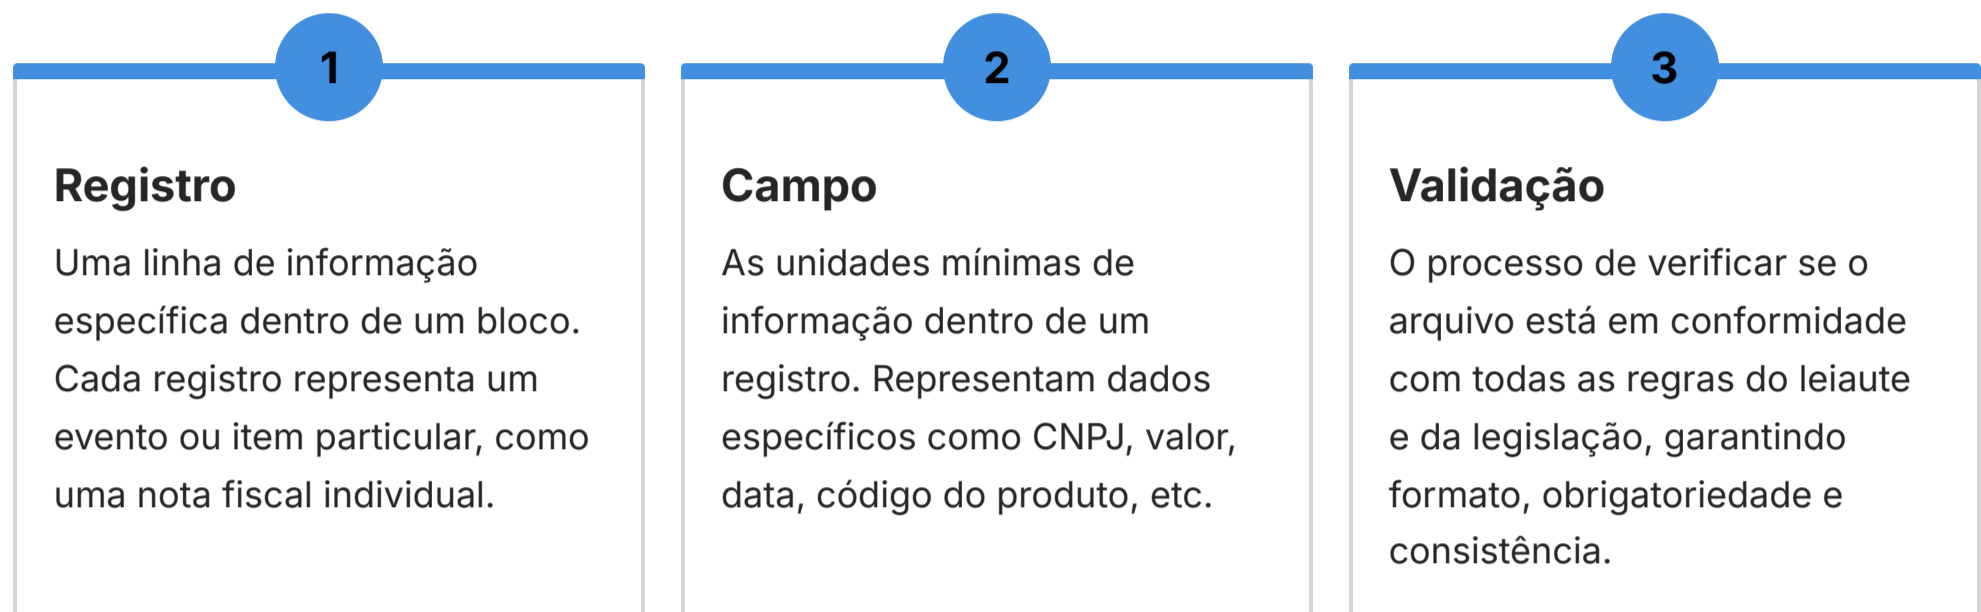 1
Registro
Uma linha de informação
específica dentro de um bloco.
Cada registro representa um
evento ou item particular, como
uma nota fiscal individual.
2
Campo
As unidades mínimas de
informação dentro de um
registro. Representam dados
específicos como CNPJ, valor,
data, código do produto, etc.
3
Validação
O processo de verificar se o
arquivo está em conformidade
com todas as regras do leiaute
e da legislação, garantindo
formato, obrigatoriedade e
consistência.